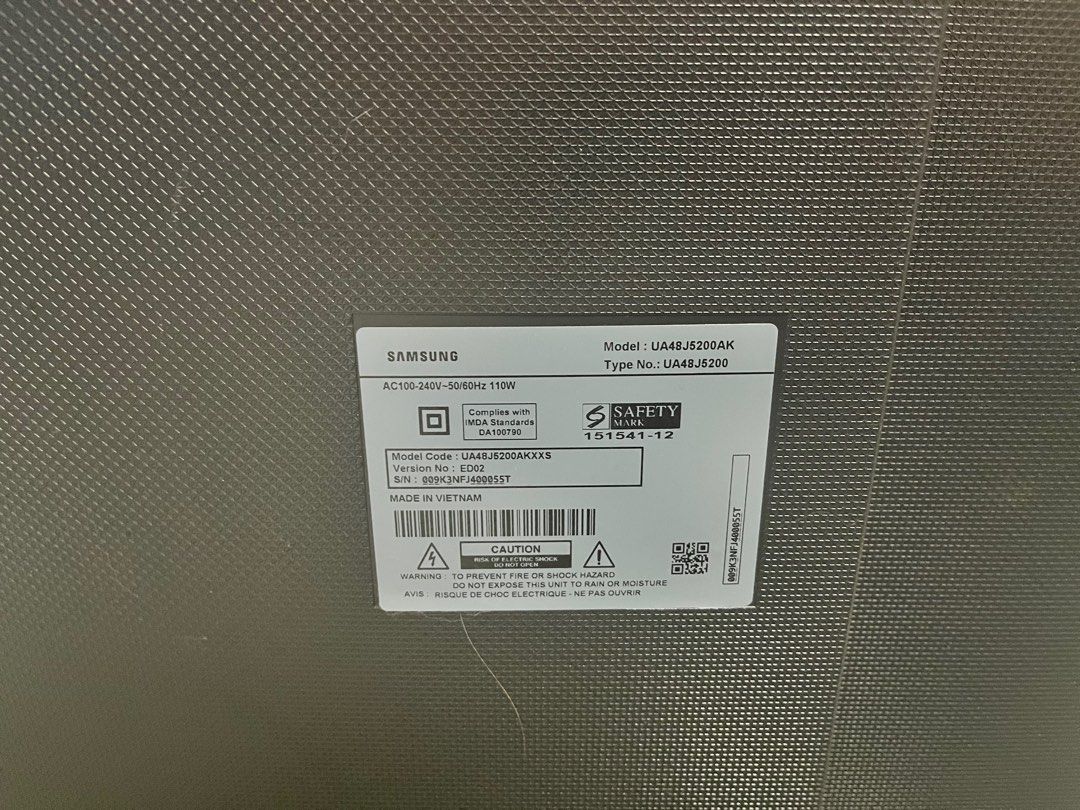 SAMSUNG
Model : UA48J5200AK
Type No.: UA48J5200
AC100-240V~50/60Hz 110W
Complies with
IMDA Standards
DA100790
SAFETY
MARK
151541-12
Model Code : UA48J5200AKXXS
Version No : ED02
S/N : 009K3NFJ400055T
MADE IN VIETNAM
009K3NFJ400055T
CAUTION
RISK OF ELECTRIC SHOCK
DO NOT OPEN
WARNING : TO PREVENT FIRE OR SHOCK HAZARD
DO NOT EXPOSE THIS UNIT TO RAIN OR MOISTURE
AVIS : RISQUE DE CHOC ELECTRIQUE - NE PAS OUVRIR